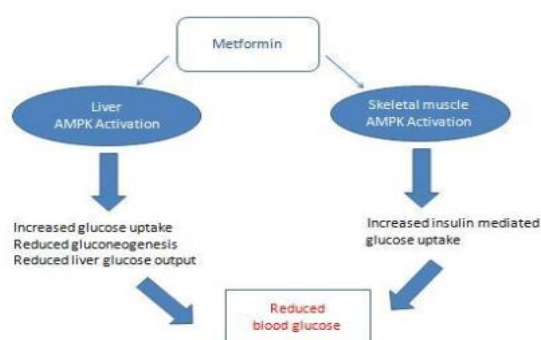 Metformin
Liver
AMPK Activation
Skeletal muscle
AMPK Activation
Increased glucose uptake
Reduced gluconeogenesis
Reduced liver glucose output
Increased insulin mediated
glucose uptake
Reduced
blood glucose